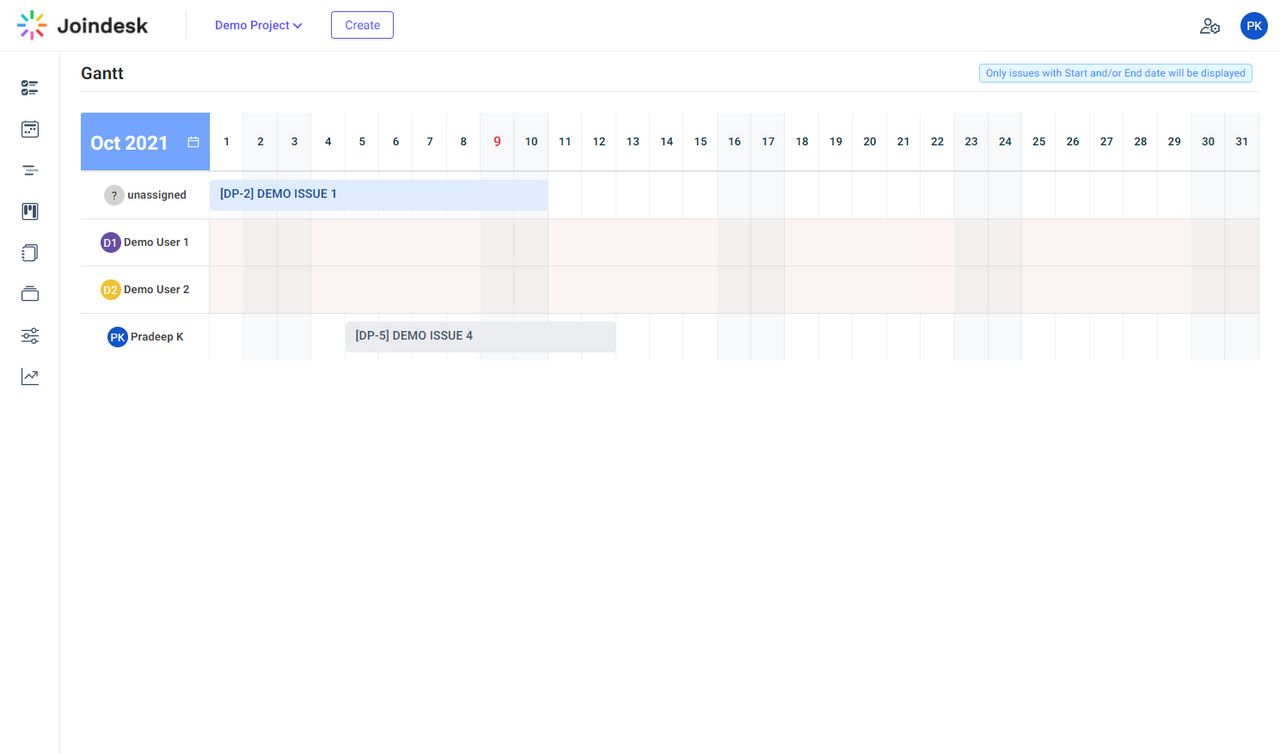 Joindesk Demo Project Create PK
Gantt Only issues with Start and/or End date will be displayed
Oct 2021 1 2 3 4 5 6 7 8 9 10 11 12 13 14 15 16 17 18 19 20 21 22 23 24 25 26 27 28 29 30 31
? unassigned [DP-2] DEMO ISSUE 1
D1 Demo User 1
D2 Demo User 2
PK Pradeep K [DP-5] DEMO ISSUE 4